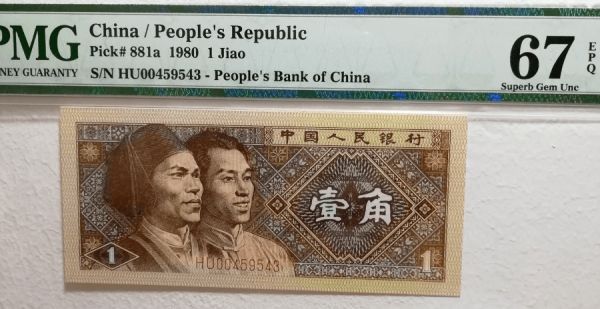 PMG
NEY GUARANTY
China / People's Republic
Pick# 881a 1980 1 Jiao
S/N HU00459543 - People's Bank of China
67
EPQ
Superb Gem Unc
中国人民银行
壹角
1
HU00459543
1